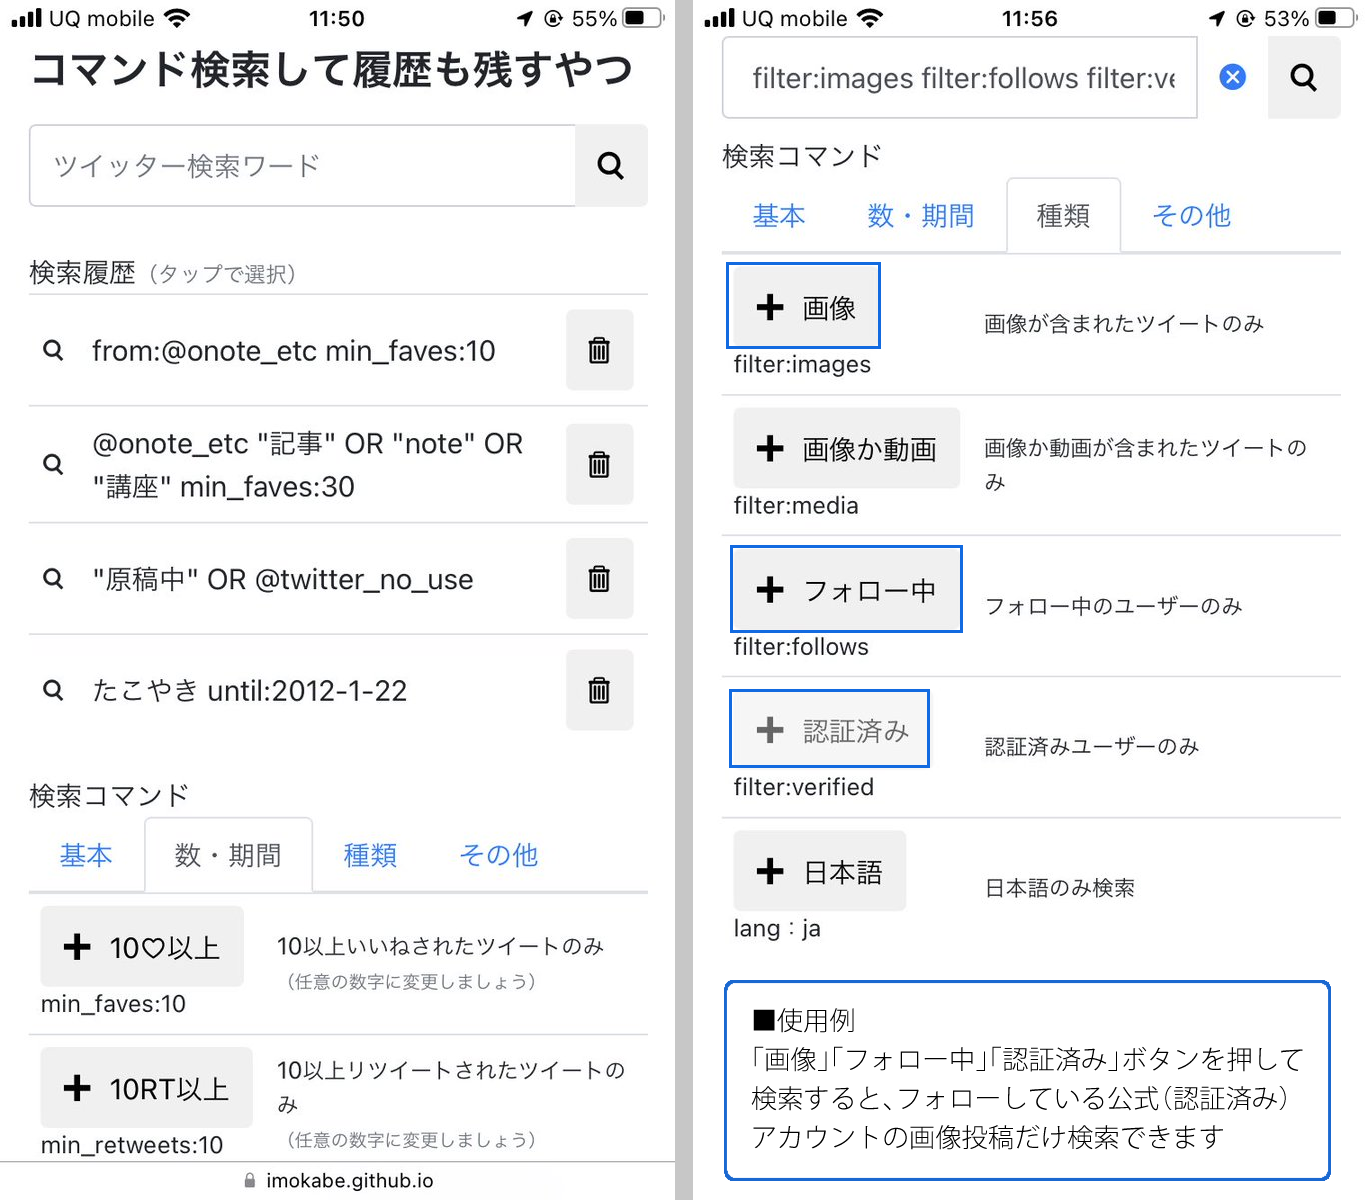 UQ mobile 11:50 55%
コマンド検索して履歴も残すやつ
ツイッター検索ワード
検索履歴（タップで選択）
from:@onote_etc min_faves:10
@onote_etc "記事" OR "note" OR
"講座" min_faves:30
"原稿中" OR @twitter_no_use
たこやき until:2012-1-22
検索コマンド
基本 数・期間 種類 その他
+ 10♡以上
10以上いいねされたツイートのみ
（任意の数字に変更しましょう）
min_faves:10
+ 10RT以上
10以上リツイートされたツイートの
み
（任意の数字に変更しましょう）
min_retweets:10
imokabe.github.io
UQ mobile 11:56 53%
filter:images filter:follows filter:ve
検索コマンド
基本 数・期間 種類 その他
+ 画像
画像が含まれたツイートのみ
filter:images
+ 画像か動画
画像か動画が含まれたツイートの
み
filter:media
+ フォロー中
フォロー中のユーザーのみ
filter:follows
+ 認証済み
認証済みユーザーのみ
filter:verified
+ 日本語
日本語のみ検索
lang：ja
■使用例
「画像」「フォロー中」「認証済み」ボタンを押して
検索すると、フォローしている公式（認証済み）
アカウントの画像投稿だけ検索できます